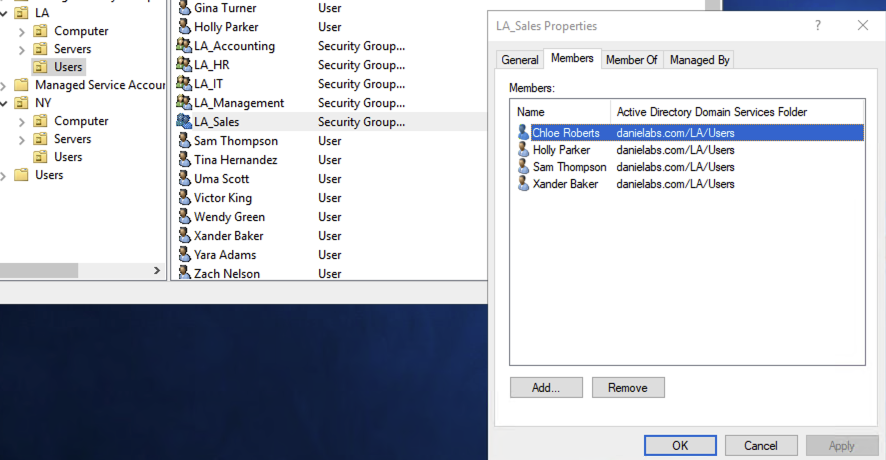 LA
Computer
Servers
Users
Managed Service Accour
NY
Computer
Servers
Users
Users
Gina Turner User
Holly Parker User
LA_Accounting Security Group...
LA_HR Security Group...
LA_IT Security Group...
LA_Management Security Group...
LA_Sales Security Group...
Sam Thompson User
Tina Hernandez User
Uma Scott User
Victor King User
Wendy Green User
Xander Baker User
Yara Adams User
Zach Nelson User
LA_Sales Properties ?
General Members Member Of Managed By
Members:
Name Active Directory Domain Services Folder
Chloe Roberts danielabs.com/LA/Users
Holly Parker danielabs.com/LA/Users
Sam Thompson danielabs.com/LA/Users
Xander Baker danielabs.com/LA/Users
Add... Remove
OK Cancel Apply